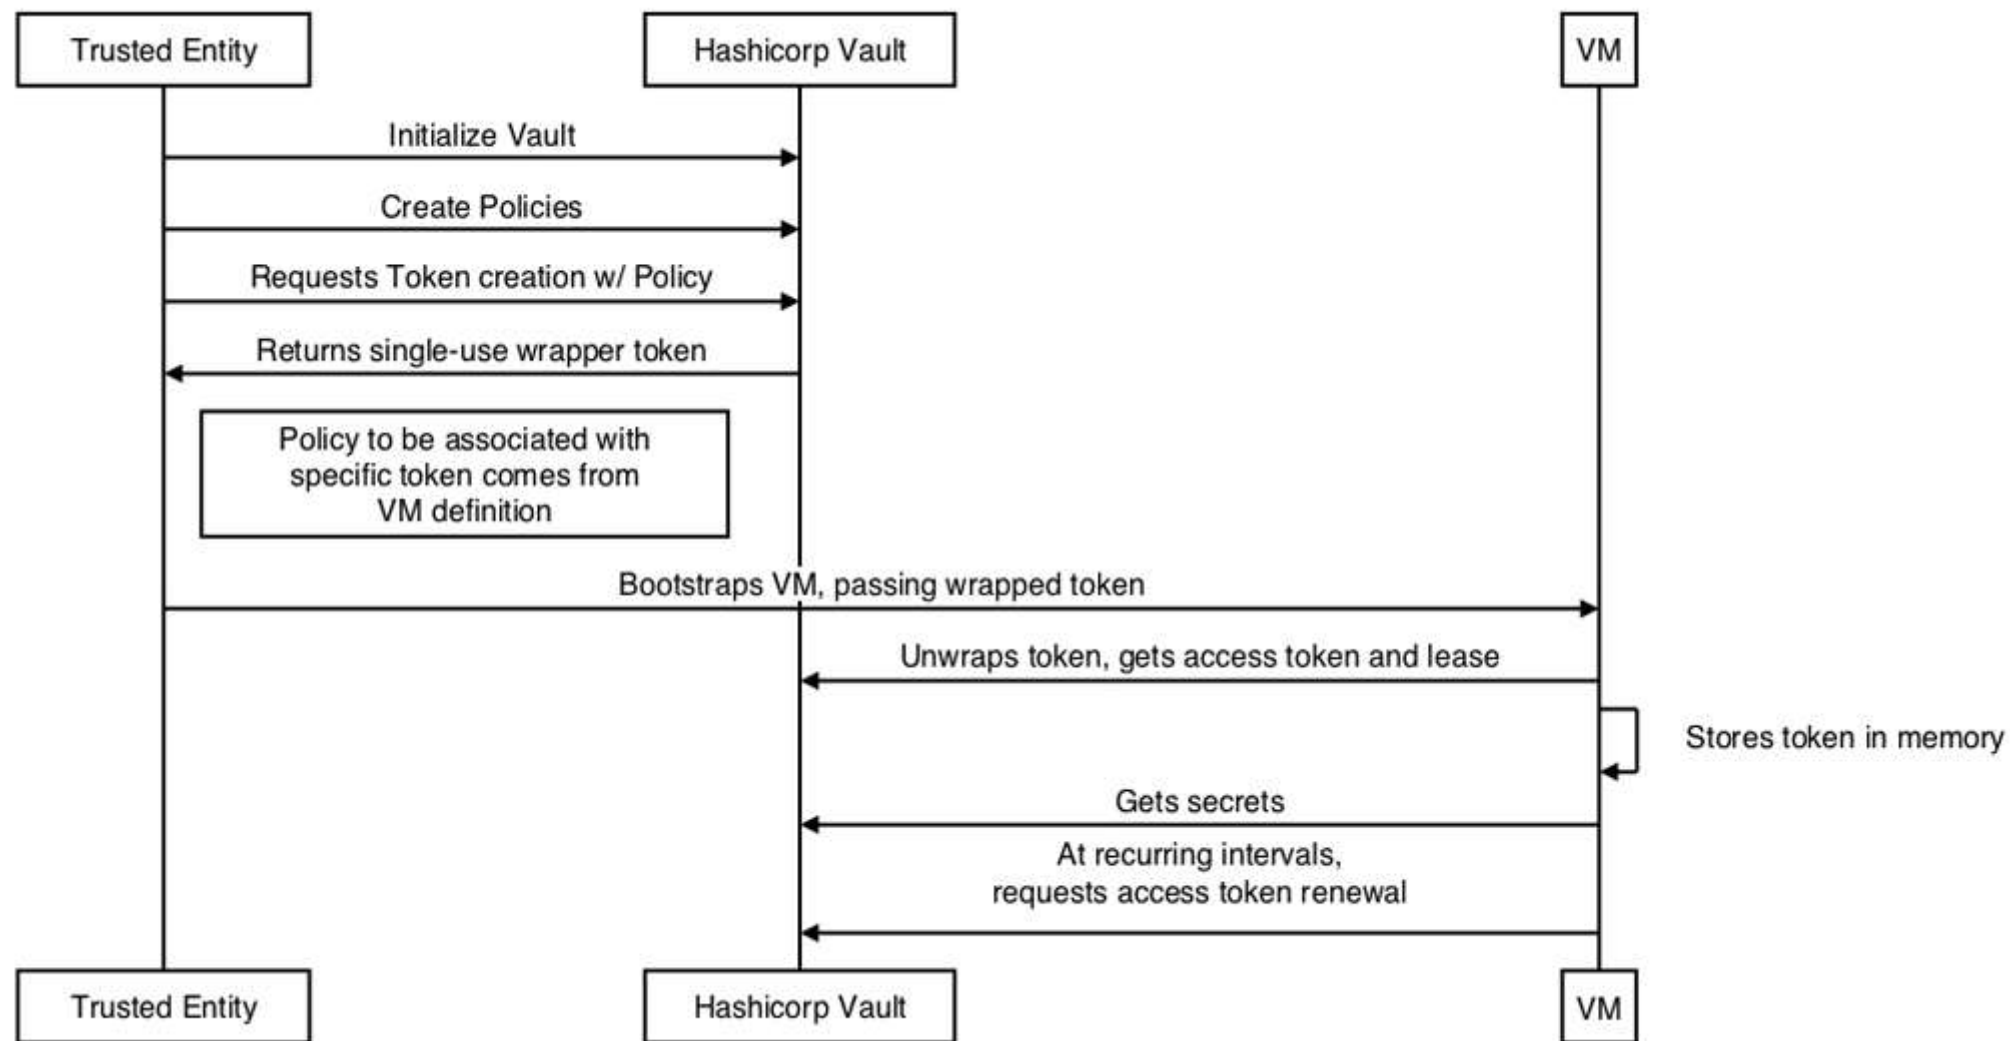 Trusted Entity
Hashicorp Vault
VM
Initialize Vault
Create Policies
Requests Token creation w/ Policy
Returns single-use wrapper token
Policy to be associated with
specific token comes from
VM definition
Bootstraps VM, passing wrapped token
Unwraps token, gets access token and lease
Stores token in memory
Gets secrets
At recurring intervals,
requests access token renewal
Trusted Entity
Hashicorp Vault
VM